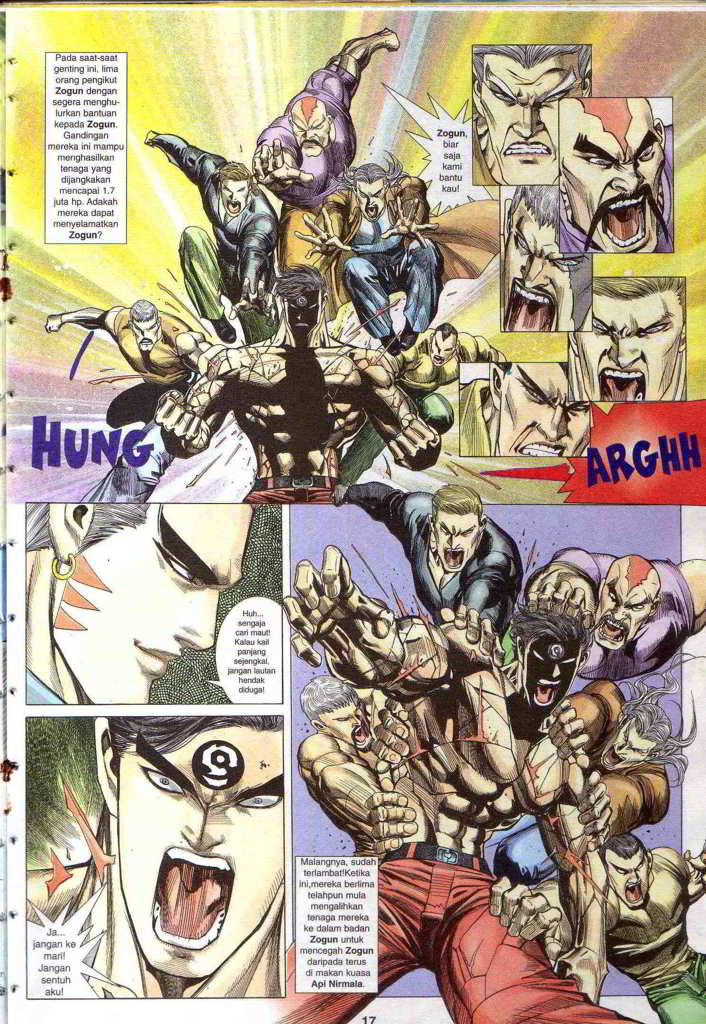 Pada saat-saat
genting ini, lima
orang pengikut
Zogun dengan
segera menghu-
lurkan bantuan
kepada Zogun.
Gandingan
mereka ini mampu
menghasilkan
tenaga yang
dijangkakan
mencapai 1.7
juta hp. Adakah
mereka dapat
menyelamatkan
Zogun?
Zogun,
biar
saja
kami
bantu
kau!
HUNG
ARGHH
Huh...
sengaja
cari maut!
Kalau kail
panjang
sejengkal,
jangan lautan
hendak
diduga!
Ja...
jangan ke
mari!
Jangan
sentuh
aku!
Malangnya, sudah
terlambat!Ketika
ini,mereka berlima
telahpun mula
mengalihkan
tenaga mereka
ke dalam badan
Zogun untuk
mencegah Zogun
daripada terus
di makan kuasa
Api Nirmala.
17